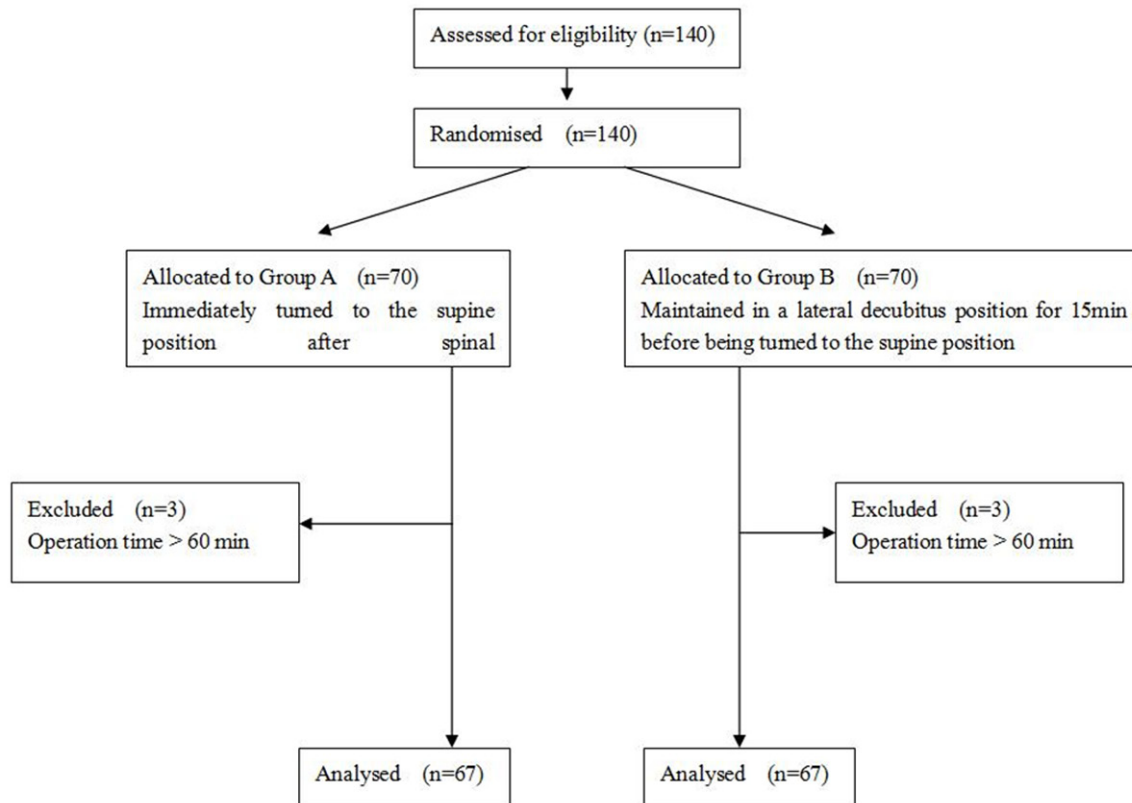 Assessed for eligibility (n=140)
Randomised (n=140)
Allocated to Group A (n=70)
Immediately turned to the supine
position after spinal
Allocated to Group B (n=70)
Maintained in a lateral decubitus position for 15min
before being turned to the supine position
Excluded (n=3)
Operation time > 60 min
Excluded (n=3)
Operation time > 60 min
Analysed (n=67)
Analysed (n=67)